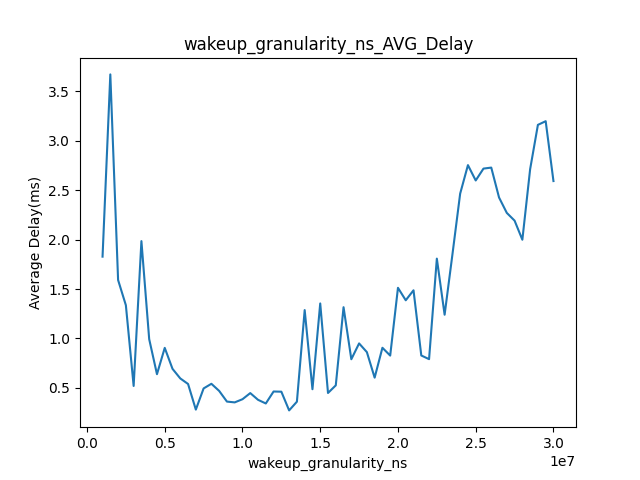 wakeup_granularity_ns_AVG_Delay
Average Delay(ms)
3.5
3.0
2.5
2.0
1.5
1.0
0.5
0.0 0.5 1.0 1.5 2.0 2.5 3.0
1e7
wakeup_granularity_ns